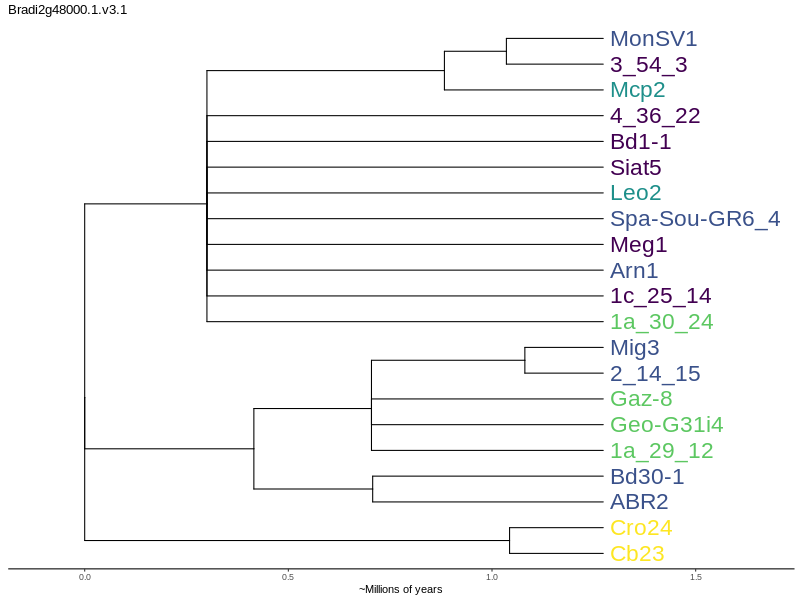 Bradi2g48000.1.v3.1
MonSV1
3_54_3
Mcp2
4_36_22
Bd1-1
Siat5
Leo2
Spa-Sou-GR6_4
Meg1
Arn1
1c_25_14
1a_30_24
Mig3
2_14_15
Gaz-8
Geo-G31i4
1a_29_12
Bd30-1
ABR2
Cro24
Cb23
0.0 0.5 1.0 1.5
~Millions of years